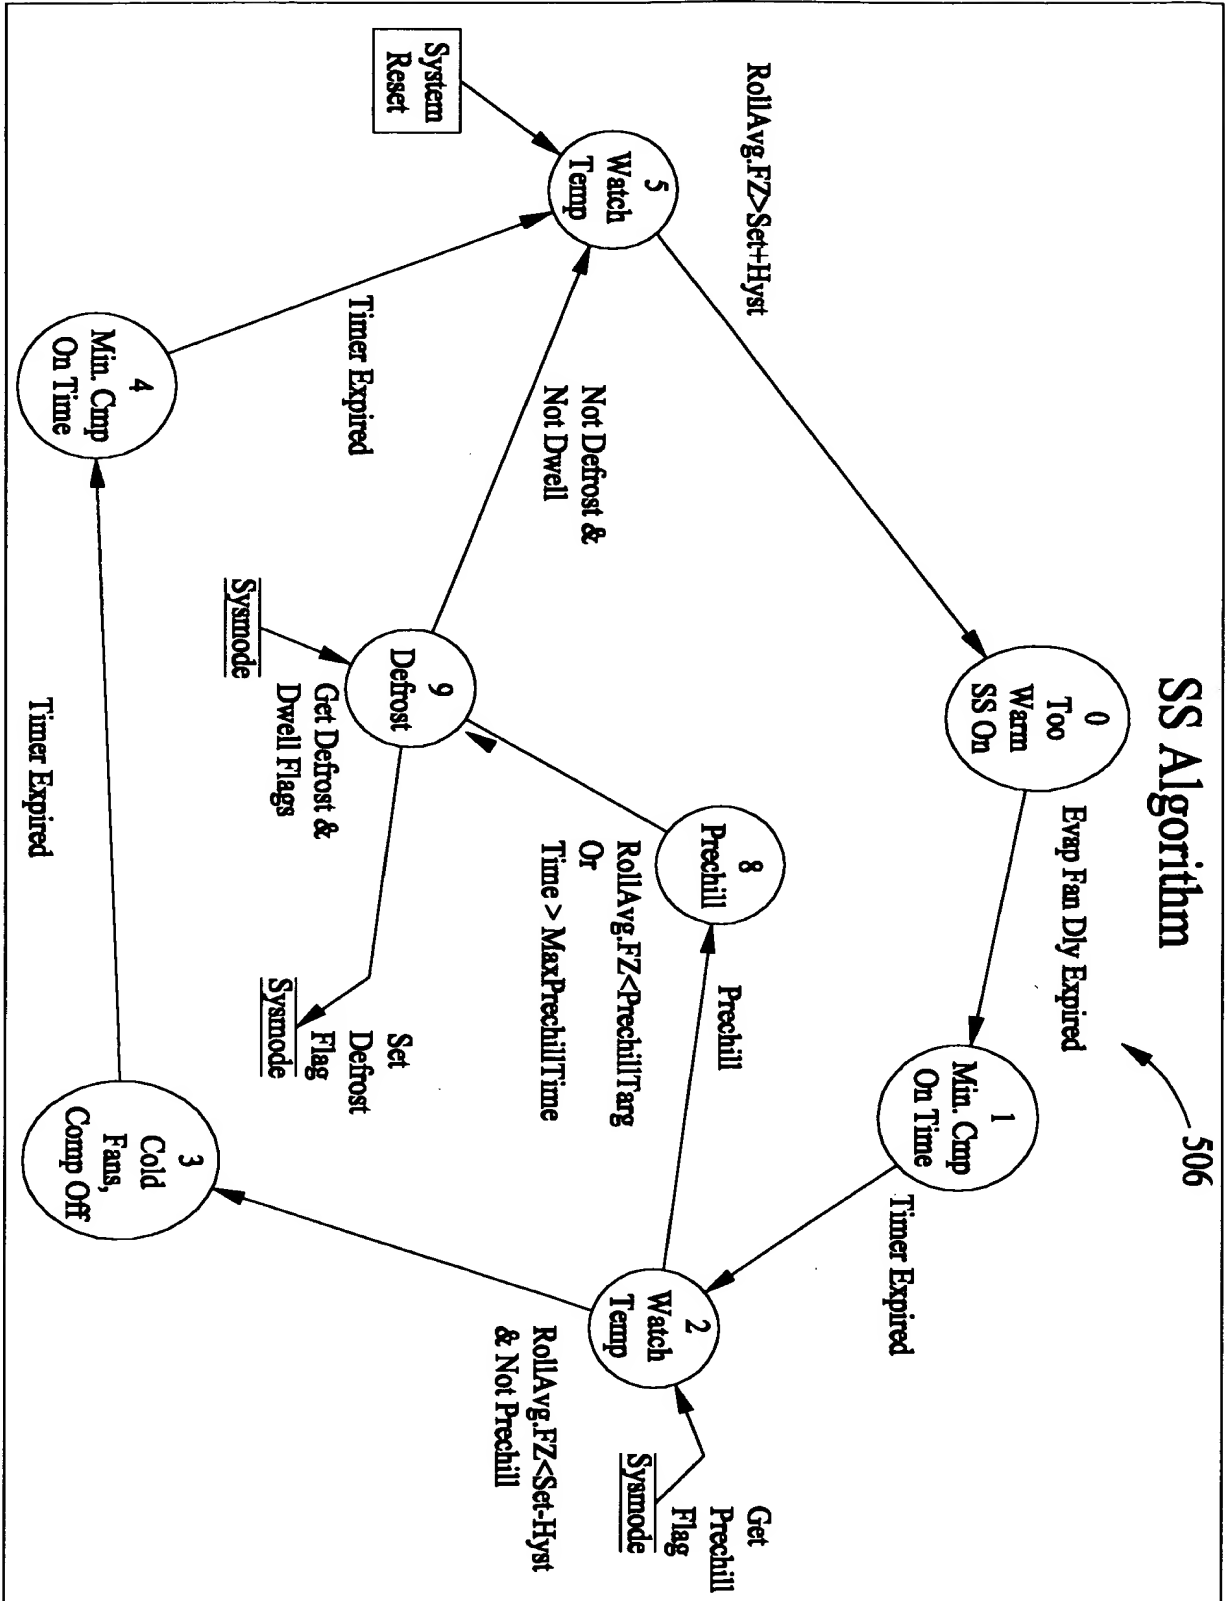 SS Algorithm
506
System
Reset
5
Watch
Temp
RollAvg.FZ>Set+Hyst
0
Too
Warm
SS On
Evap Fan Dly Expired
1
Min. Cmp
On Time
Timer Expired
2
Watch
Temp
Get
Prechill
Flag
Sysmode
Prechill
8
Prechill
RollAvg.FZ<PrechillTarg
Or
Time > MaxPrechillTime
9
Defrost
Sysmode
Get Defrost &
Dwell Flags
Set
Defrost
Flag
Sysmode
Not Defrost &
Not Dwell
RollAvg.FZ<Set-Hyst
& Not Prechill
3
Cold
Fans,
Comp Off
Timer Expired
4
Min. Cmp
On Time
Timer Expired